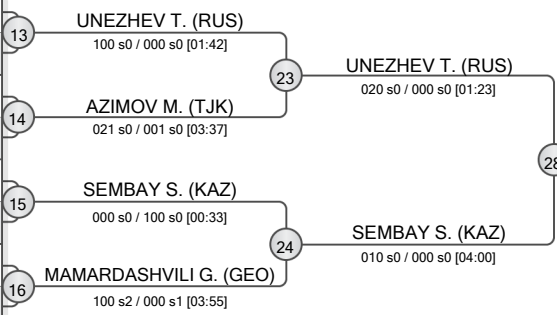 13
UNEZHEV T. (RUS)
100 s0 / 000 s0 [01:42]
23
UNEZHEV T. (RUS)
020 s0 / 000 s0 [01:23]
14
AZIMOV M. (TJK)
021 s0 / 001 s0 [03:37]
28
15
SEMBAY S. (KAZ)
000 s0 / 100 s0 [00:33]
24
SEMBAY S. (KAZ)
010 s0 / 000 s0 [04:00]
16
MAMARDASHVILI G. (GEO)
100 s2 / 000 s1 [03:55]